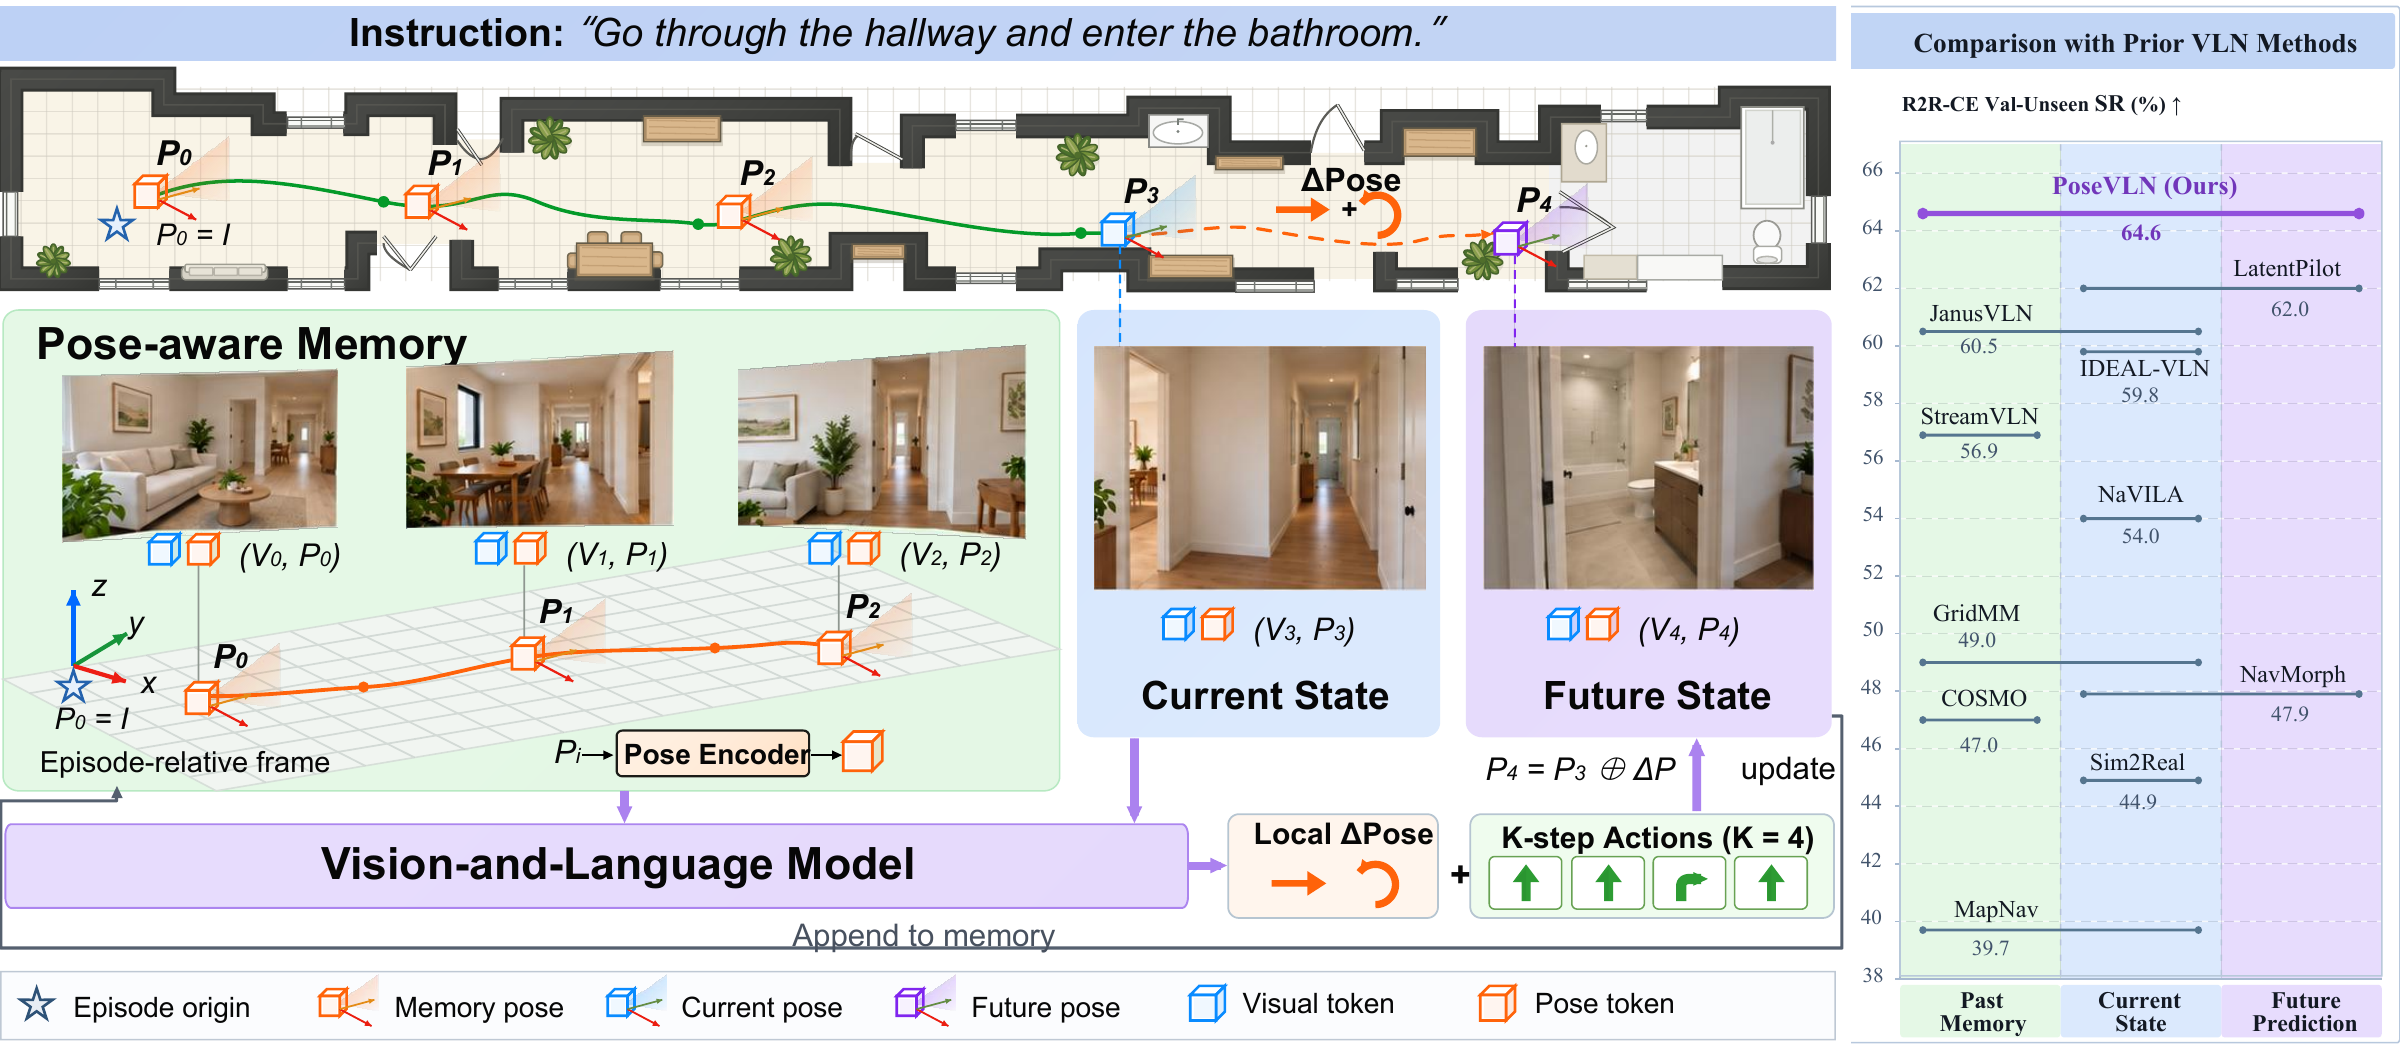 Instruction: “Go through the hallway and enter the bathroom.”
P0
P1
P2
P3
ΔPose
+
P4
P0 = I
Pose-aware Memory
(V0, P0)
(V1, P1)
(V2, P2)
z
y
x
P0
P1
P2
P0 = I
Episode-relative frame
Pi
Pose Encoder
(V3, P3)
Current State
(V4, P4)
Future State
P4 = P3 ⊕ ΔP
update
Vision-and-Language Model
Local ΔPose
+
K-step Actions (K = 4)
Append to memory
Episode origin
Memory pose
Current pose
Future pose
Visual token
Pose token
Comparison with Prior VLN Methods
R2R-CE Val-Unseen SR (%) ↑
66
64
62
60
58
56
54
52
50
48
46
44
42
40
38
PoseVLN (Ours)
64.6
LatentPilot
62.0
JanusVLN
60.5
IDEAL-VLN
59.8
StreamVLN
56.9
NaVILA
54.0
GridMM
49.0
NavMorph
47.9
COSMO
47.0
Sim2Real
44.9
MapNav
39.7
Past
Memory
Current
State
Future
Prediction